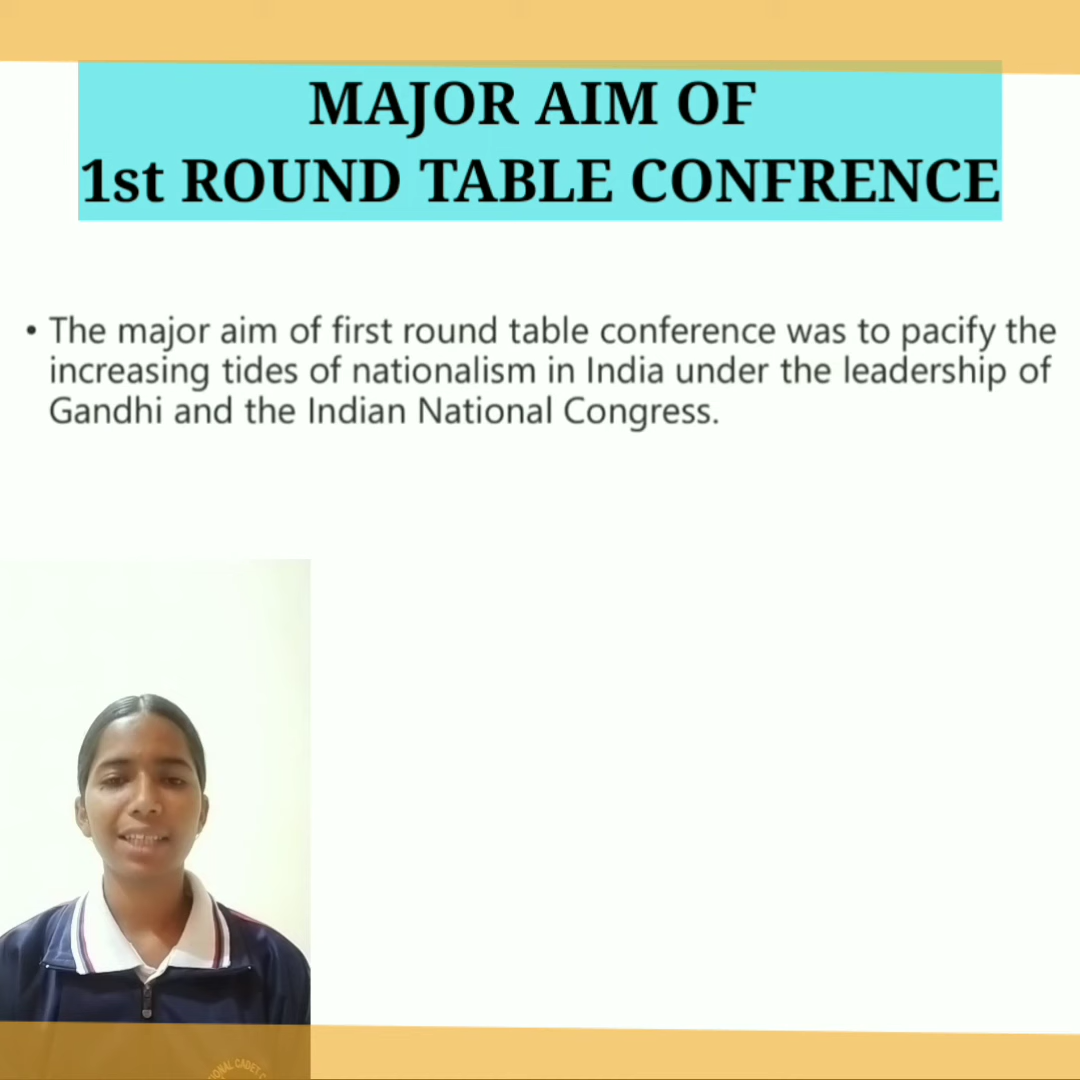 MAJOR AIM OF
1st ROUND TABLE CONFRENCE
• The major aim of first round table conference was to pacify the
increasing tides of nationalism in India under the leadership of
Gandhi and the Indian National Congress.
CADET